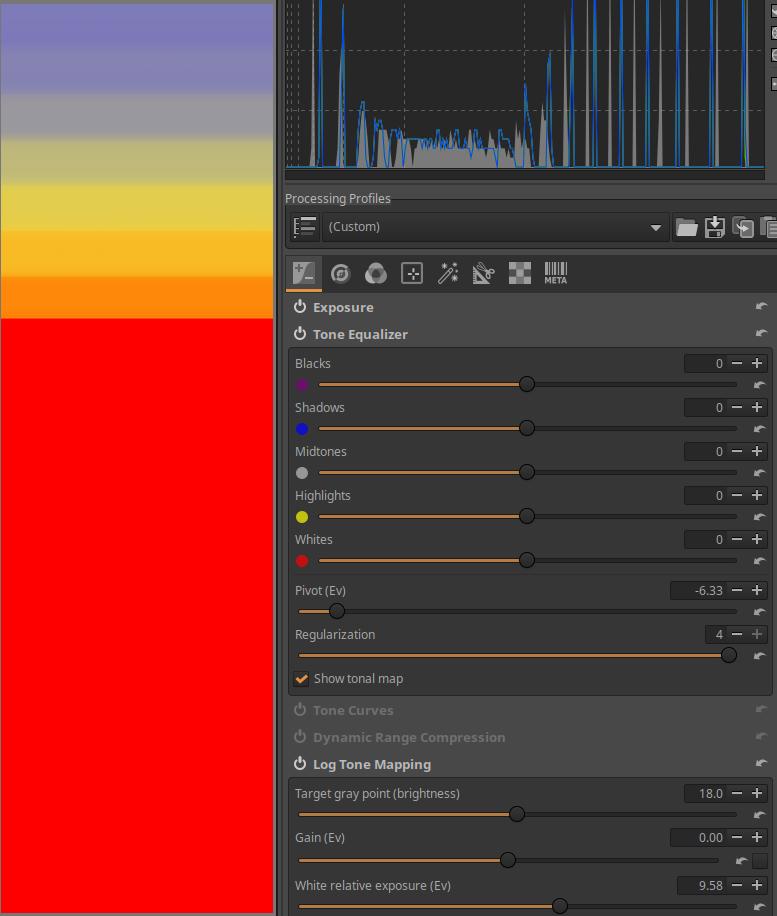 Processing Profiles
(Custom)
META
Exposure
Tone Equalizer
Blacks 0
Shadows 0
Midtones 0
Highlights 0
Whites 0
Pivot (Ev) -6.33
Regularization 4
Show tonal map
Tone Curves
Dynamic Range Compression
Log Tone Mapping
Target gray point (brightness) 18.0
Gain (Ev) 0.00
White relative exposure (Ev) 9.58